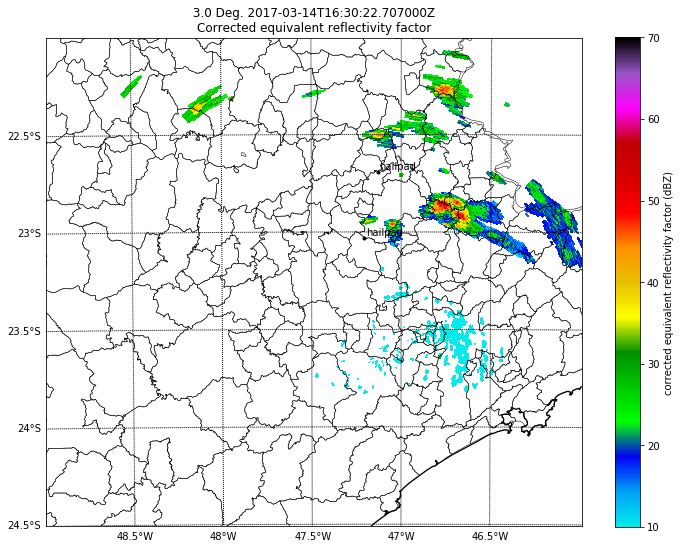 3.0 Deg. 2017-03-14T16:30:22.707000Z
Corrected equivalent reflectivity factor
70
60
50
40
30
20
10
corrected equivalent reflectivity factor (dBZ)
22.5°S
23°S
23.5°S
24°S
24.5°S
hailpad
hailpad
48.5°W
48°W
47.5°W
47°W
46.5°W